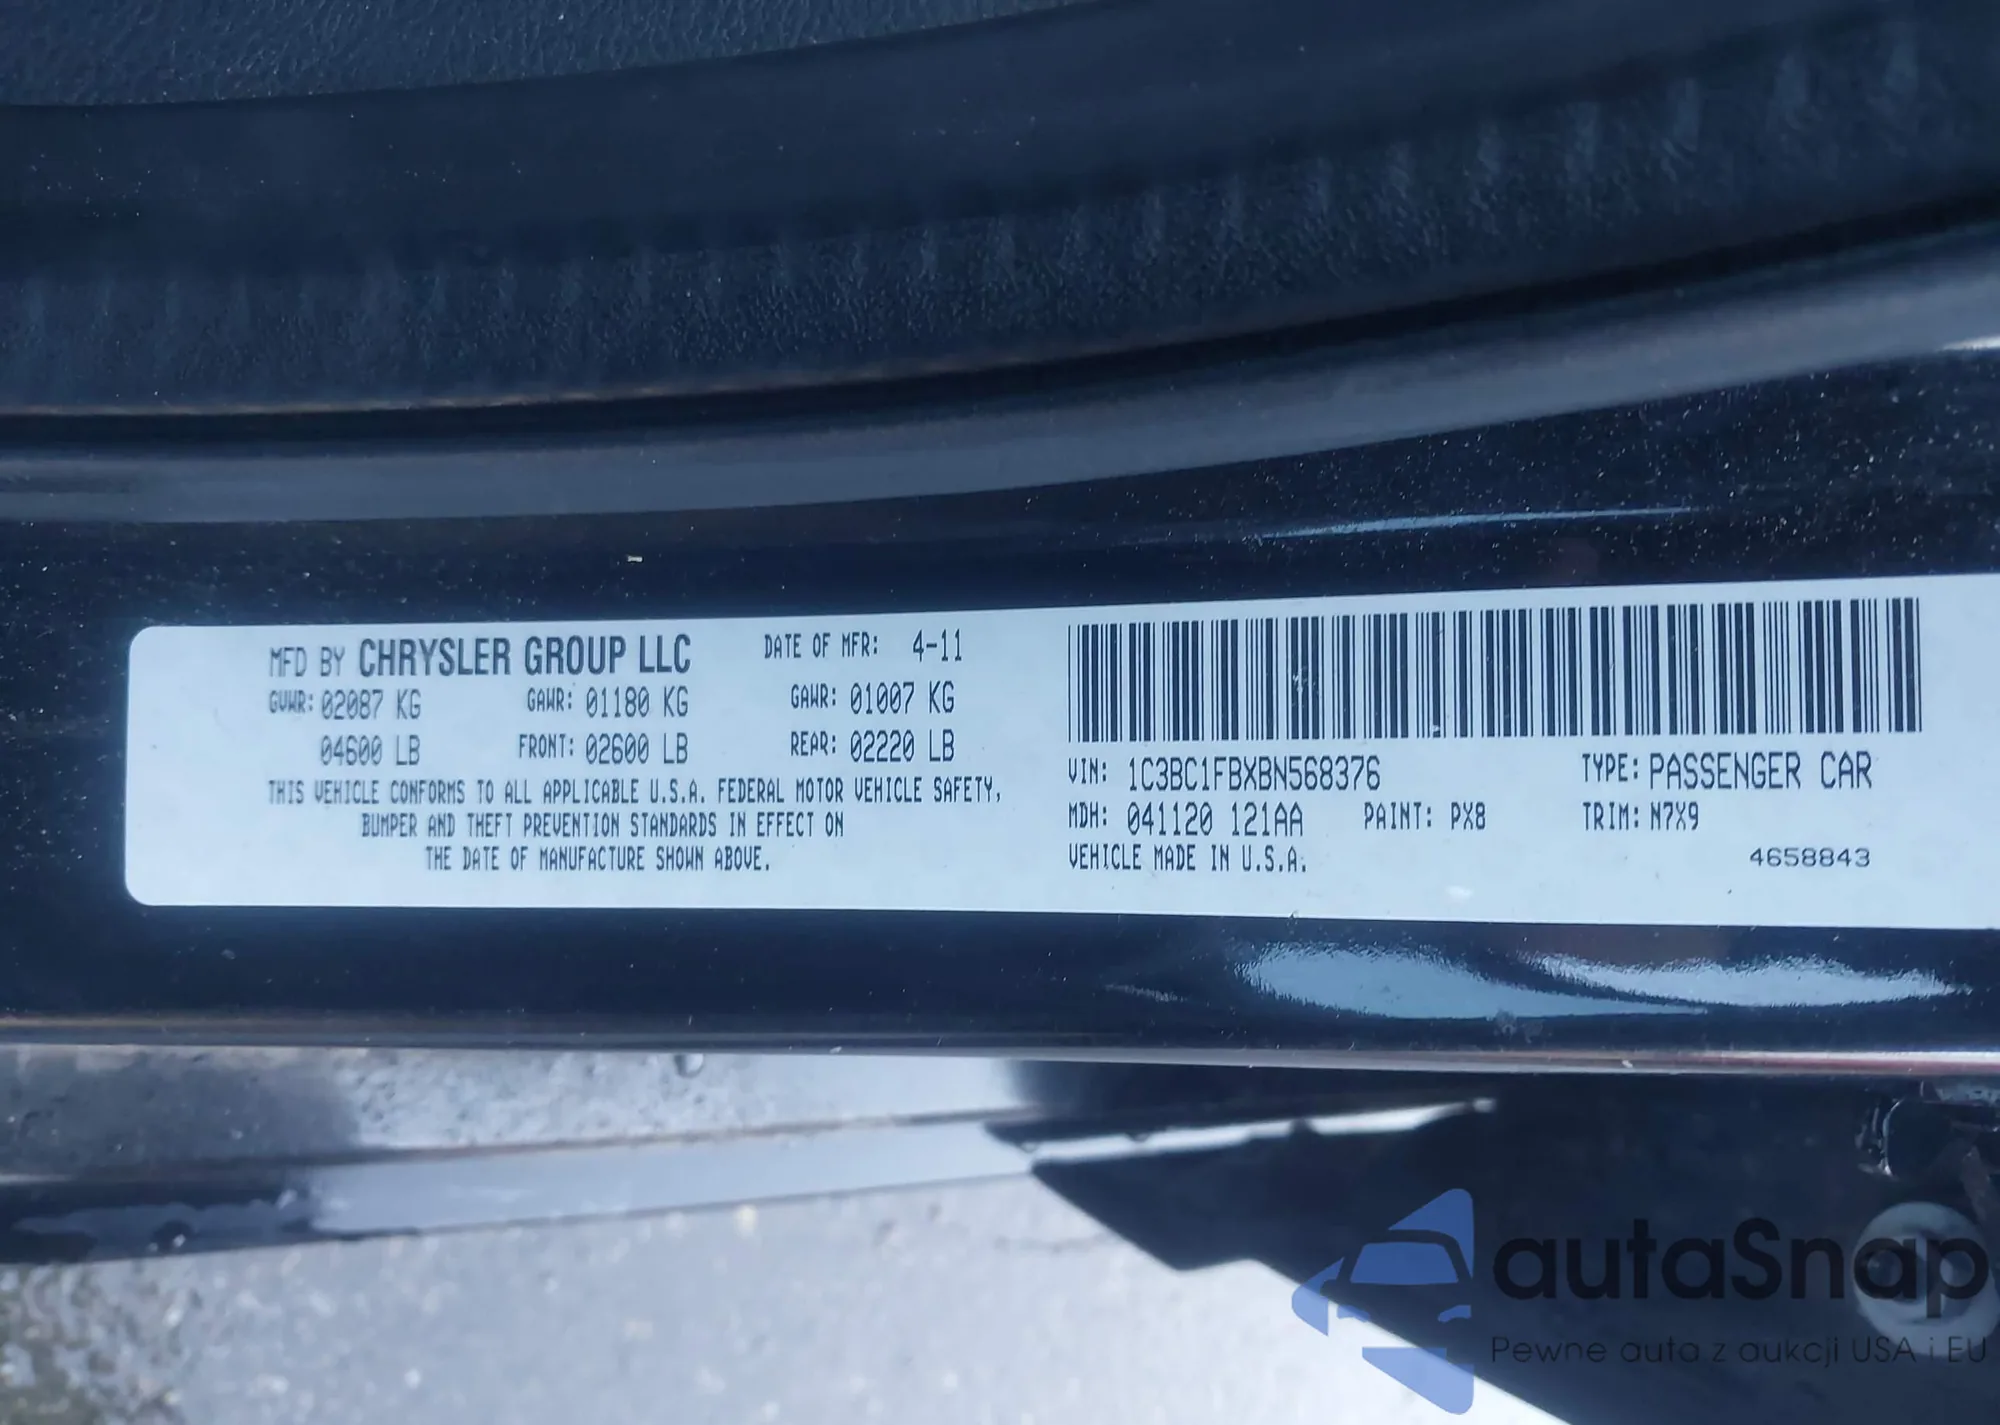 MFD BY CHRYSLER GROUP LLC DATE OF MFR: 4-11
GVWR: 02087 KG GAWR: 01180 KG GAWR: 01007 KG
04600 LB FRONT: 02600 LB REAR: 02220 LB
THIS VEHICLE CONFORMS TO ALL APPLICABLE U.S.A. FEDERAL MOTOR VEHICLE SAFETY,
BUMPER AND THEFT PREVENTION STANDARDS IN EFFECT ON
THE DATE OF MANUFACTURE SHOWN ABOVE.
VIN: 1C3BC1FBXBN568376 TYPE: PASSENGER CAR
MDH: 041120 121AA PAINT: PX8 TRIM: N7X9
VEHICLE MADE IN U.S.A. 4658843
autaSnap
Pewne auta z aukcji USA i EU